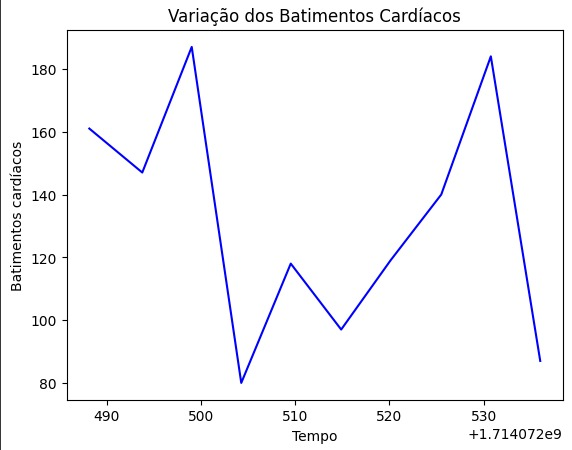 Variação dos Batimentos Cardíacos
Batimentos cardíacos
180
160
140
120
100
80
490 500 510 520 530
Tempo
+1.714072e9